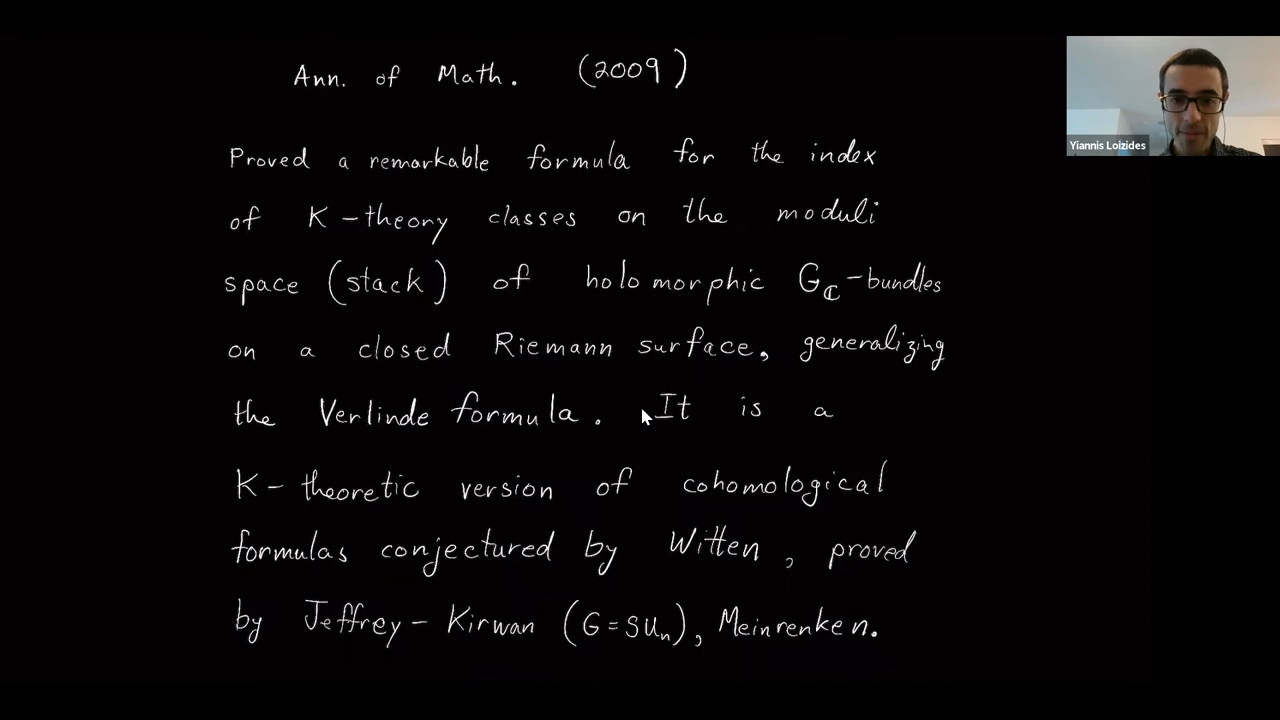 Ann. of Math. (2009)
Proved a remarkable formula for the index
of K-theory classes on the moduli
space (stack) of holomorphic G_ℂ-bundles
on a closed Riemann surface, generalizing
the Verlinde formula. It is a
K-theoretic version of cohomological
formulas conjectured by Witten, proved
by Jeffrey-Kirwan (G=SU_n), Meinrenken.
Yiannis Loizides